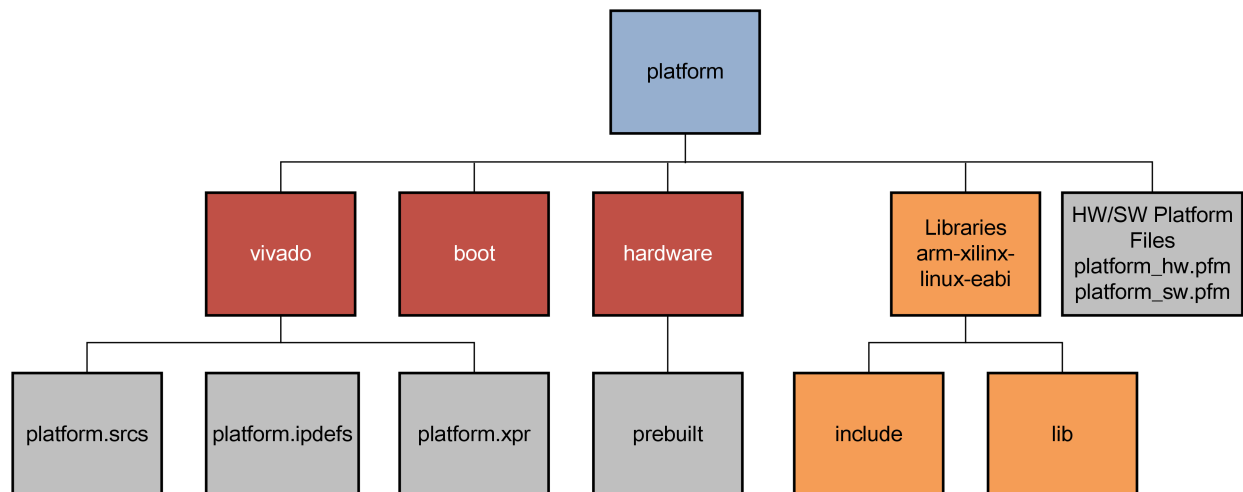 platform
vivado
boot
hardware
Libraries
arm-xilinx-
linux-eabi
HW/SW Platform
Files
platform_hw.pfm
platform_sw.pfm
platform.srcs
platform.ipdefs
platform.xpr
prebuilt
include
lib